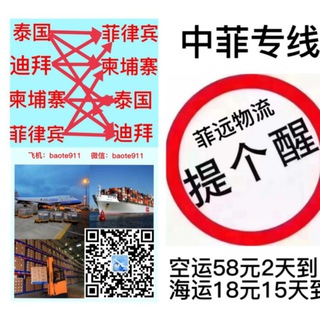 泰国 菲律宾
迪拜 柬埔寨
柬埔寨 泰国
菲律宾 迪拜
飞机：baote911 微信：baote911
中菲专线
菲远物流
提个醒
空运58元2天到
海运18元15天到